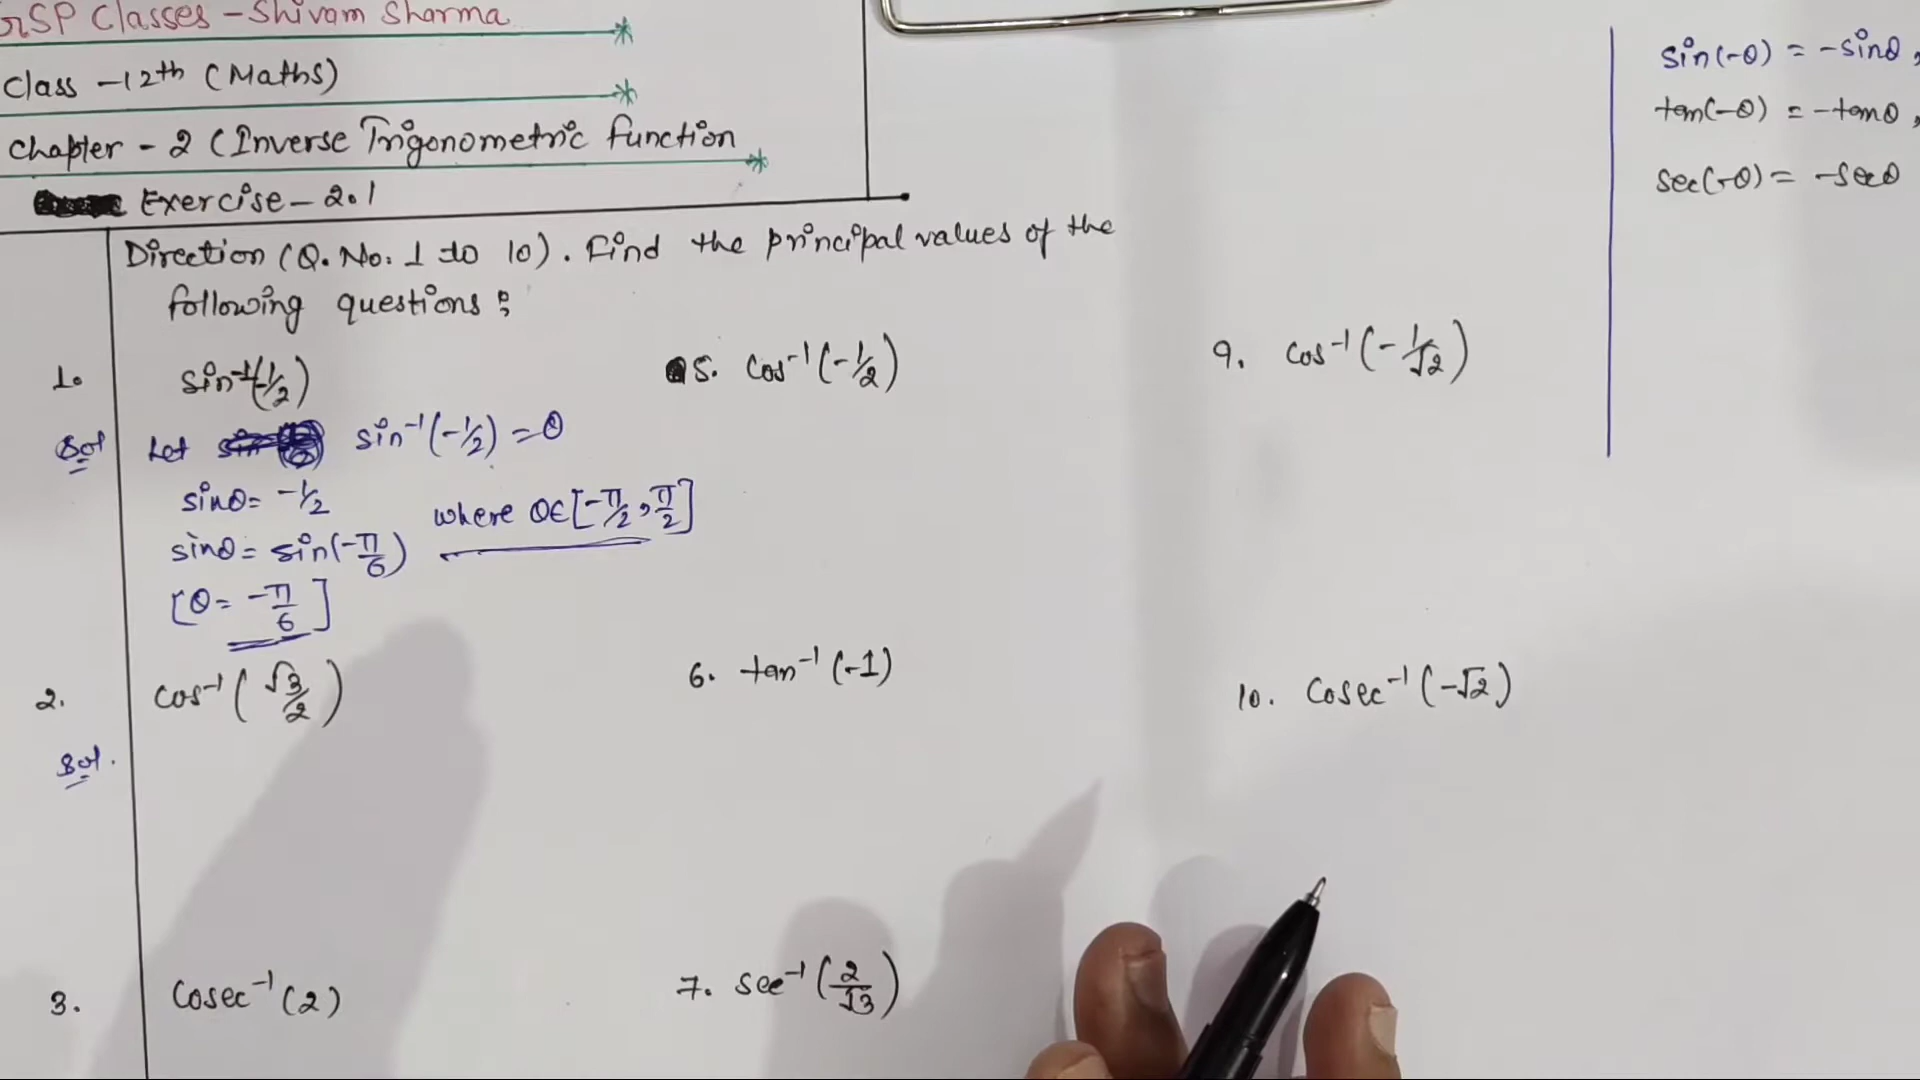 GSP Classes - Shivam Sharma
Class - 12th (Maths)
Chapter - 2 (Inverse Trigonometric function
Exercise - 2.1
Direction (Q. No. 1 to 10). Find the principal values of the
following questions :
1. sin⁻¹(-1/2)
Sol Let sin⁻¹(-1/2) = θ
sinθ = -1/2
where θ∈[-π/2, π/2]
sinθ = sin(-π/6)
[θ = -π/6]
2. cos⁻¹(√3/2)
Sol.
3. Cosec⁻¹(2)
5. cos⁻¹(-1/2)
6. tan⁻¹(-1)
7. sec⁻¹(2/√3)
9. cos⁻¹(-1/√2)
10. Cosec⁻¹(-√2)
sin(-θ) = -sinθ,
tan(-θ) = -tanθ,
sec(-θ) = -secθ